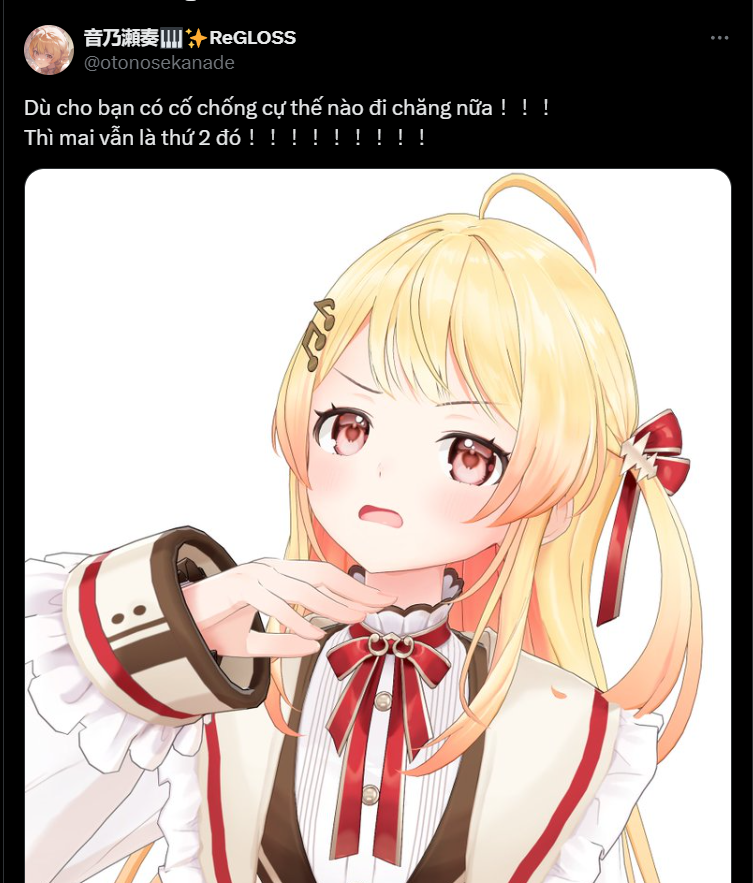 音乃瀬奏🎹✨ReGLOSS
@otonosekanade
Dù cho bạn có cố chống cự thế nào đi chăng nữa！！！
Thì mai vẫn là thứ 2 đó！！！！！！！！！